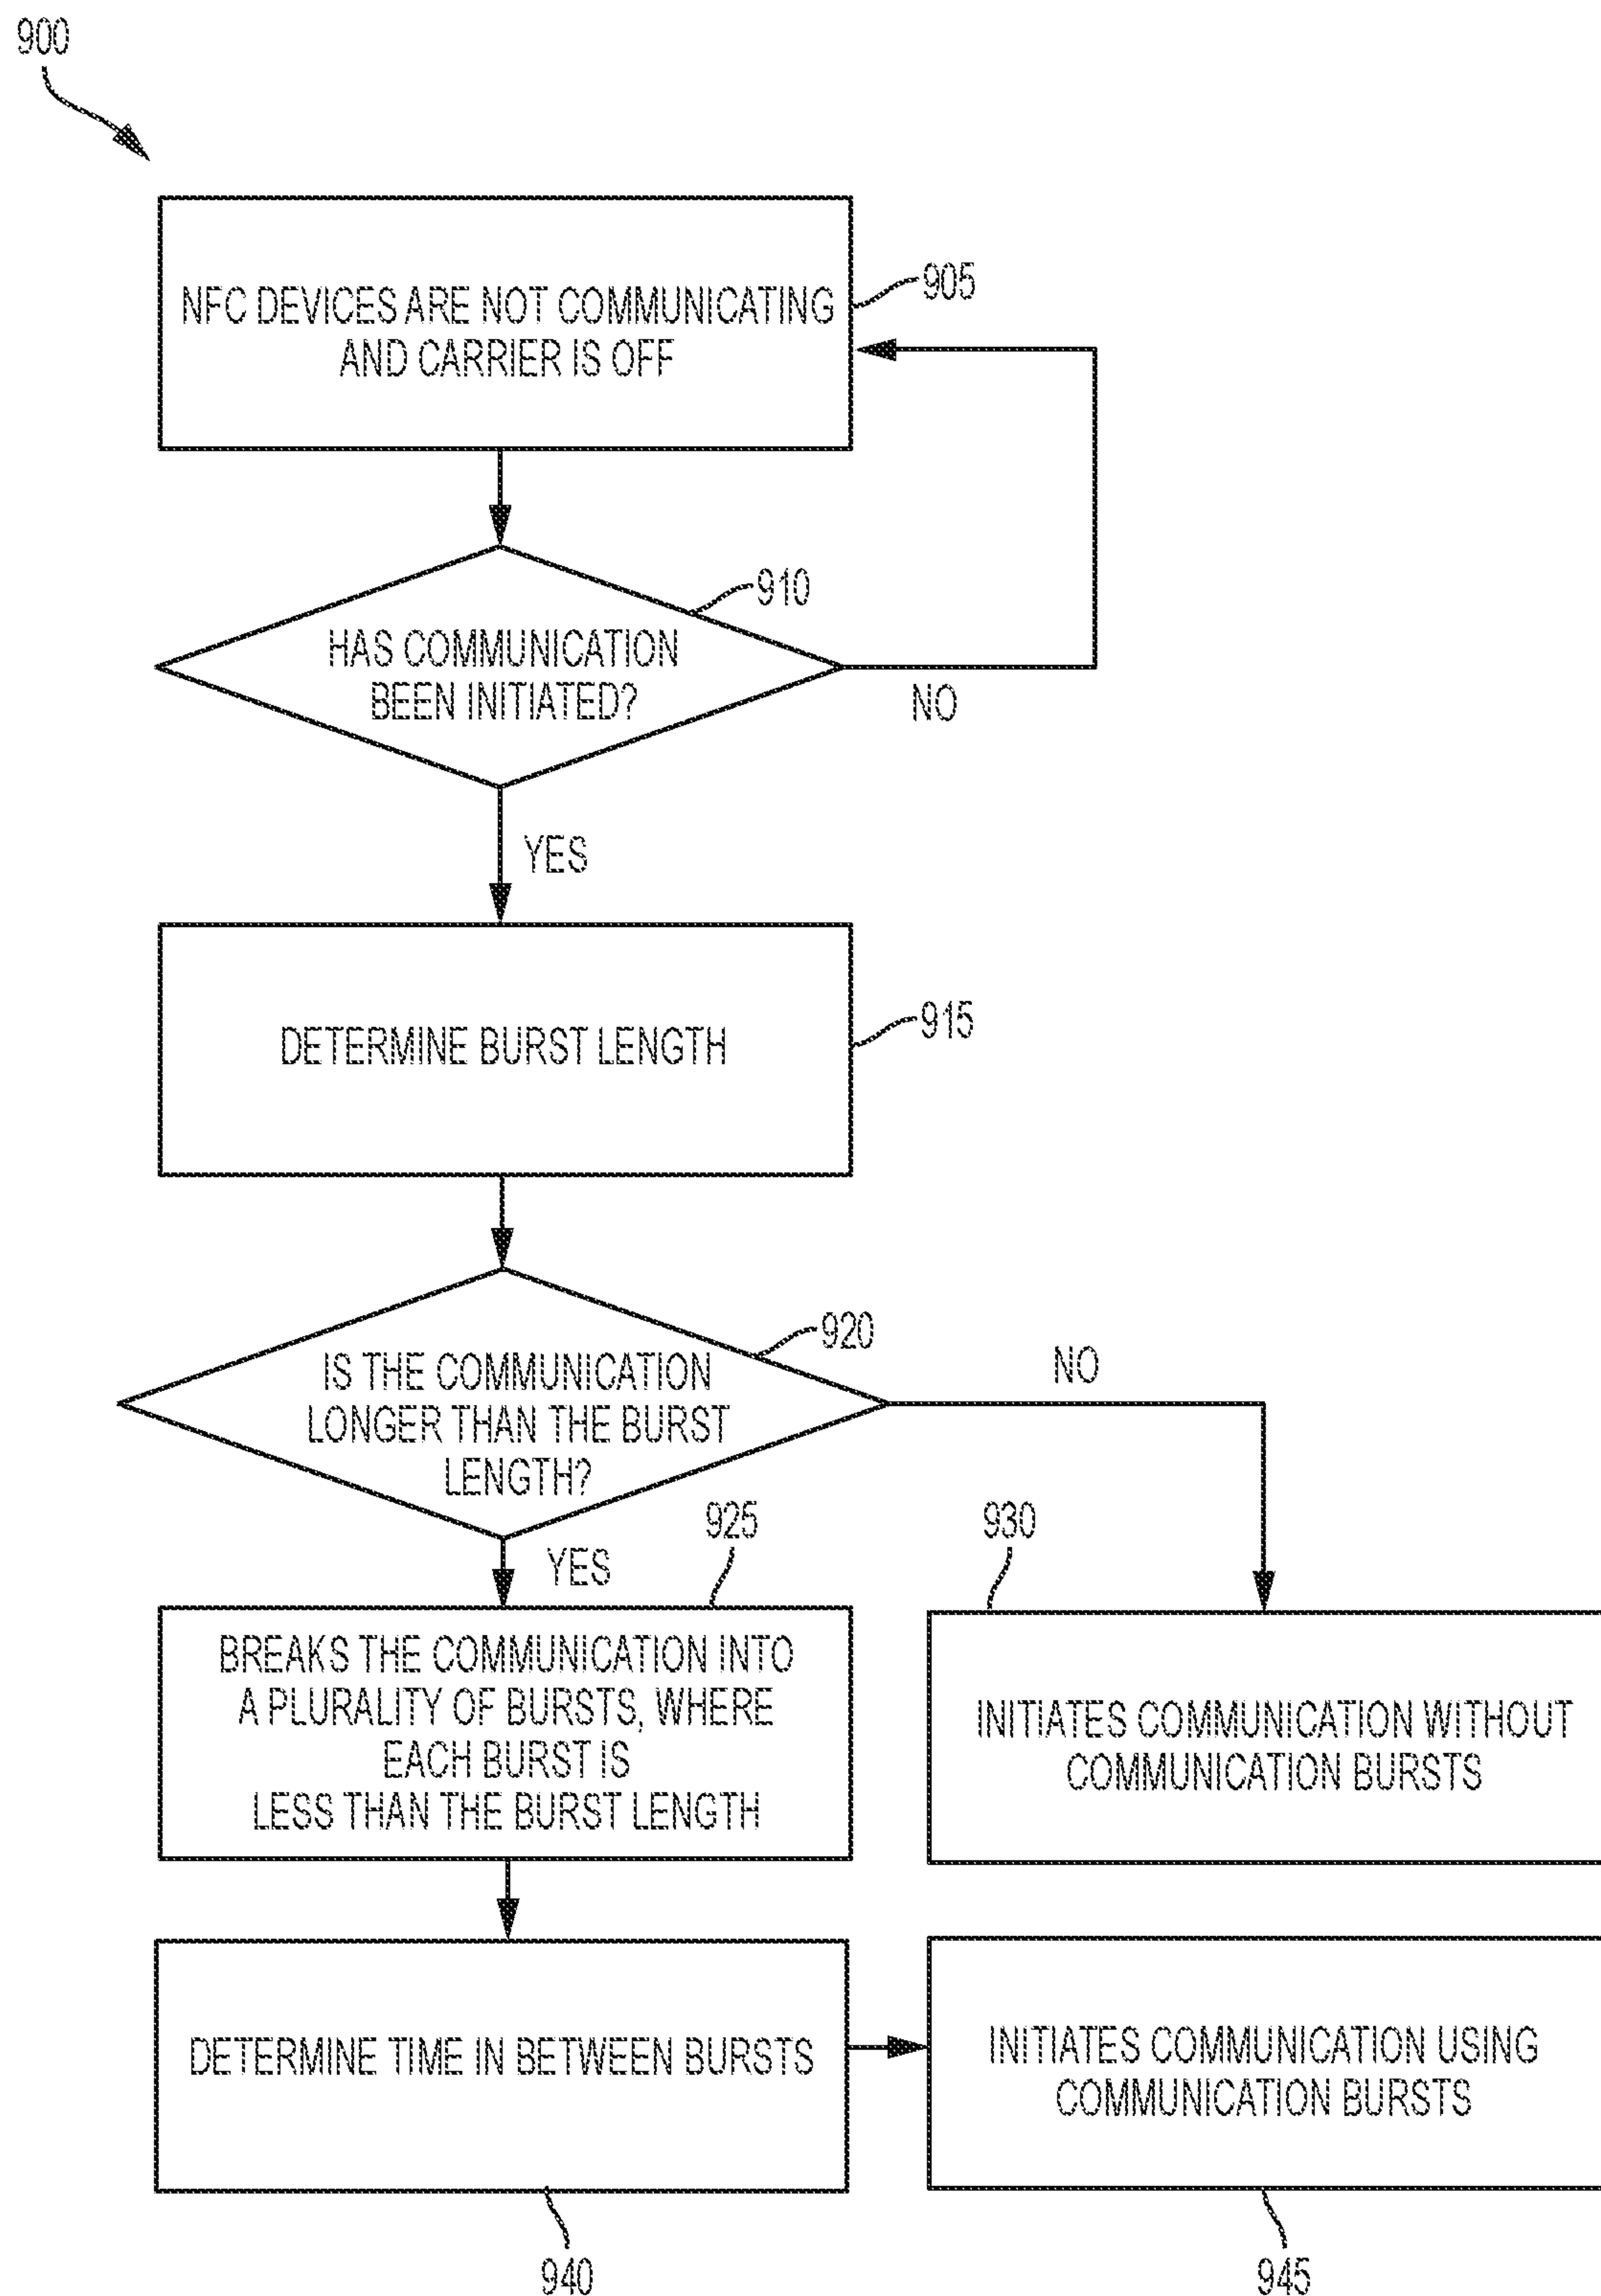 900
NFC DEVICES ARE NOT COMMUNICATING
AND CARRIER IS OFF
905
910
HAS COMMUNICATION
BEEN INITIATED?
NO
YES
DETERMINE BURST LENGTH
915
920
IS THE COMMUNICATION
LONGER THAN THE BURST
LENGTH?
NO
YES
925
930
BREAKS THE COMMUNICATION INTO
A PLURALITY OF BURSTS, WHERE
EACH BURST IS
LESS THAN THE BURST LENGTH
INITIATES COMMUNICATION WITHOUT
COMMUNICATION BURSTS
DETERMINE TIME IN BETWEEN BURSTS
INITIATES COMMUNICATION USING
COMMUNICATION BURSTS
940
945